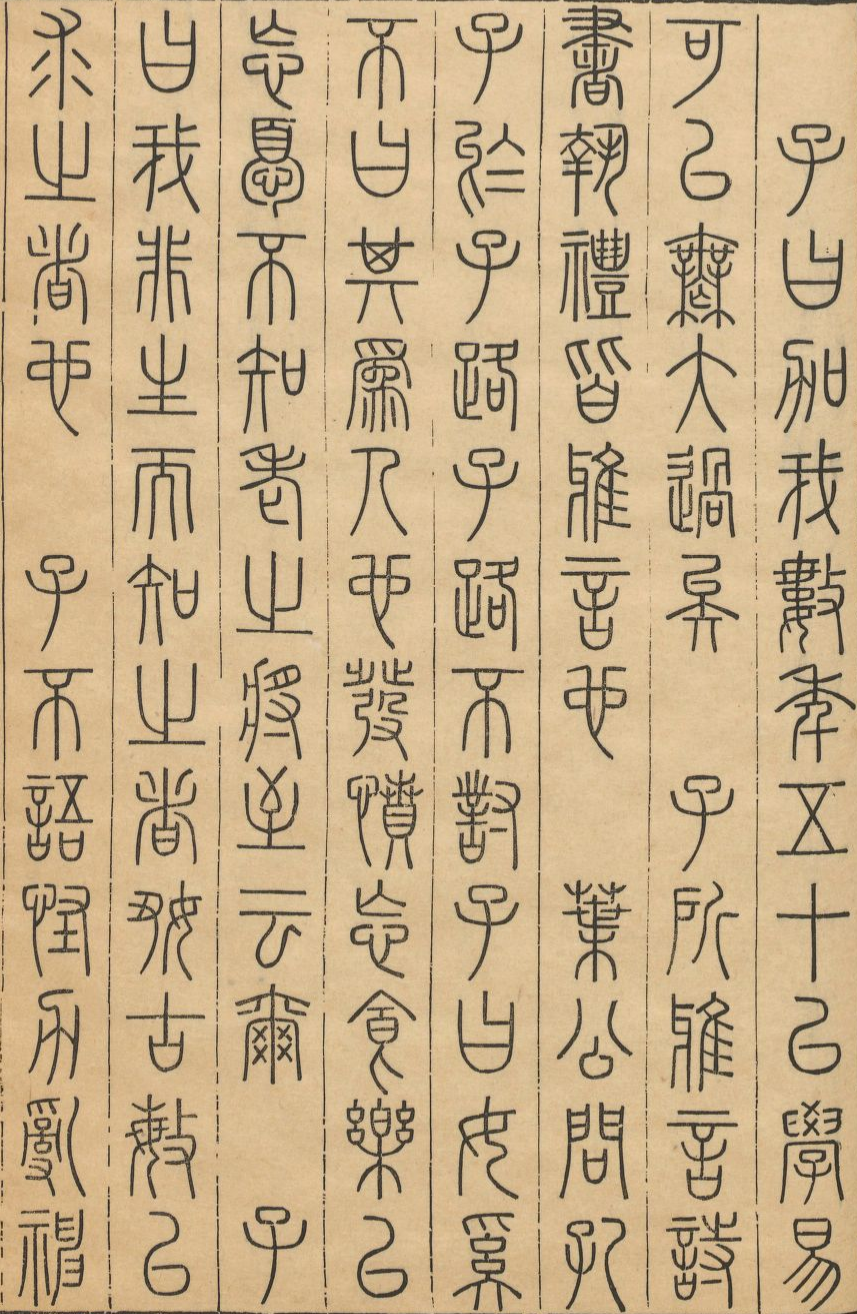 子曰加我數年五十以學易
可以無大過矣　子所雅言詩
書執禮皆雅言也　葉公問孔
子於子路子路不對子曰女奚
不曰其爲人也發憤忘食樂以
忘憂不知老之將至云爾　子
曰我非生而知之者好古敏以
求之者也　子不語怪力亂神